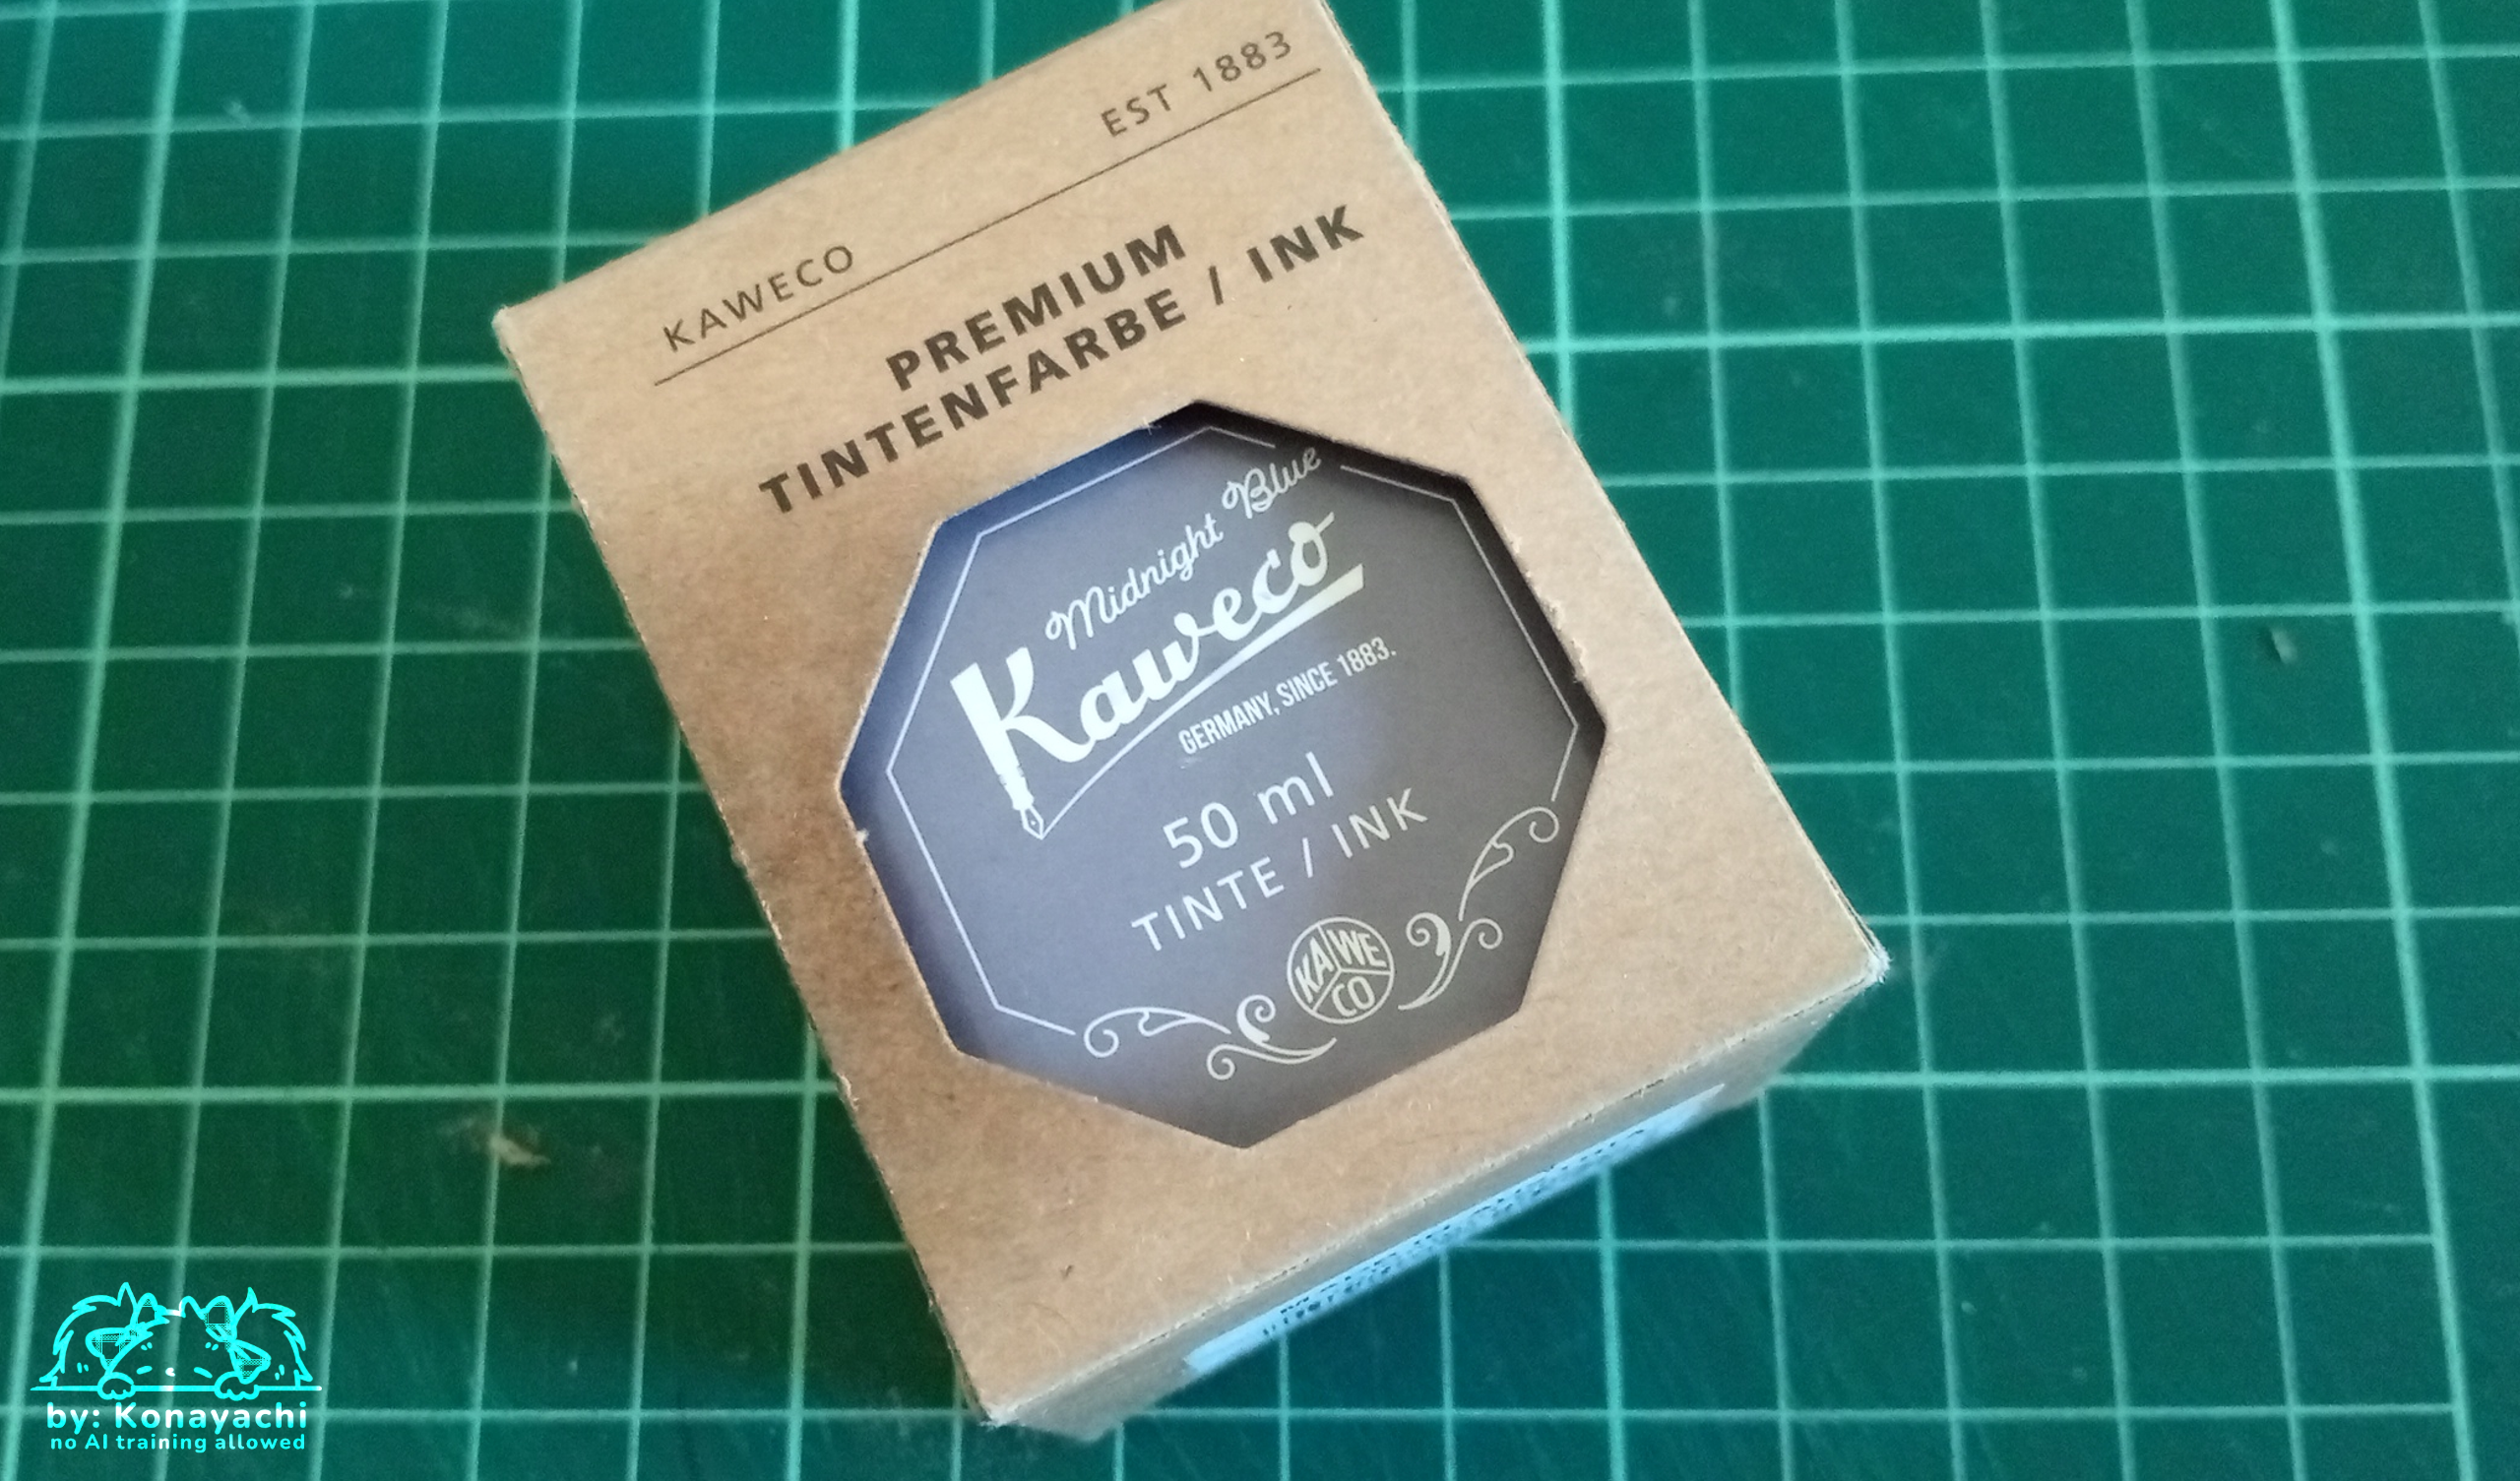 KAWECO EST 1883
PREMIUM
TINTENFARBE / INK
Midnight Blue
Kaweco
GERMANY, SINCE 1883.
50 ml
TINTE / INK
KA WE
CO
by: Konayachi
no AI training allowed